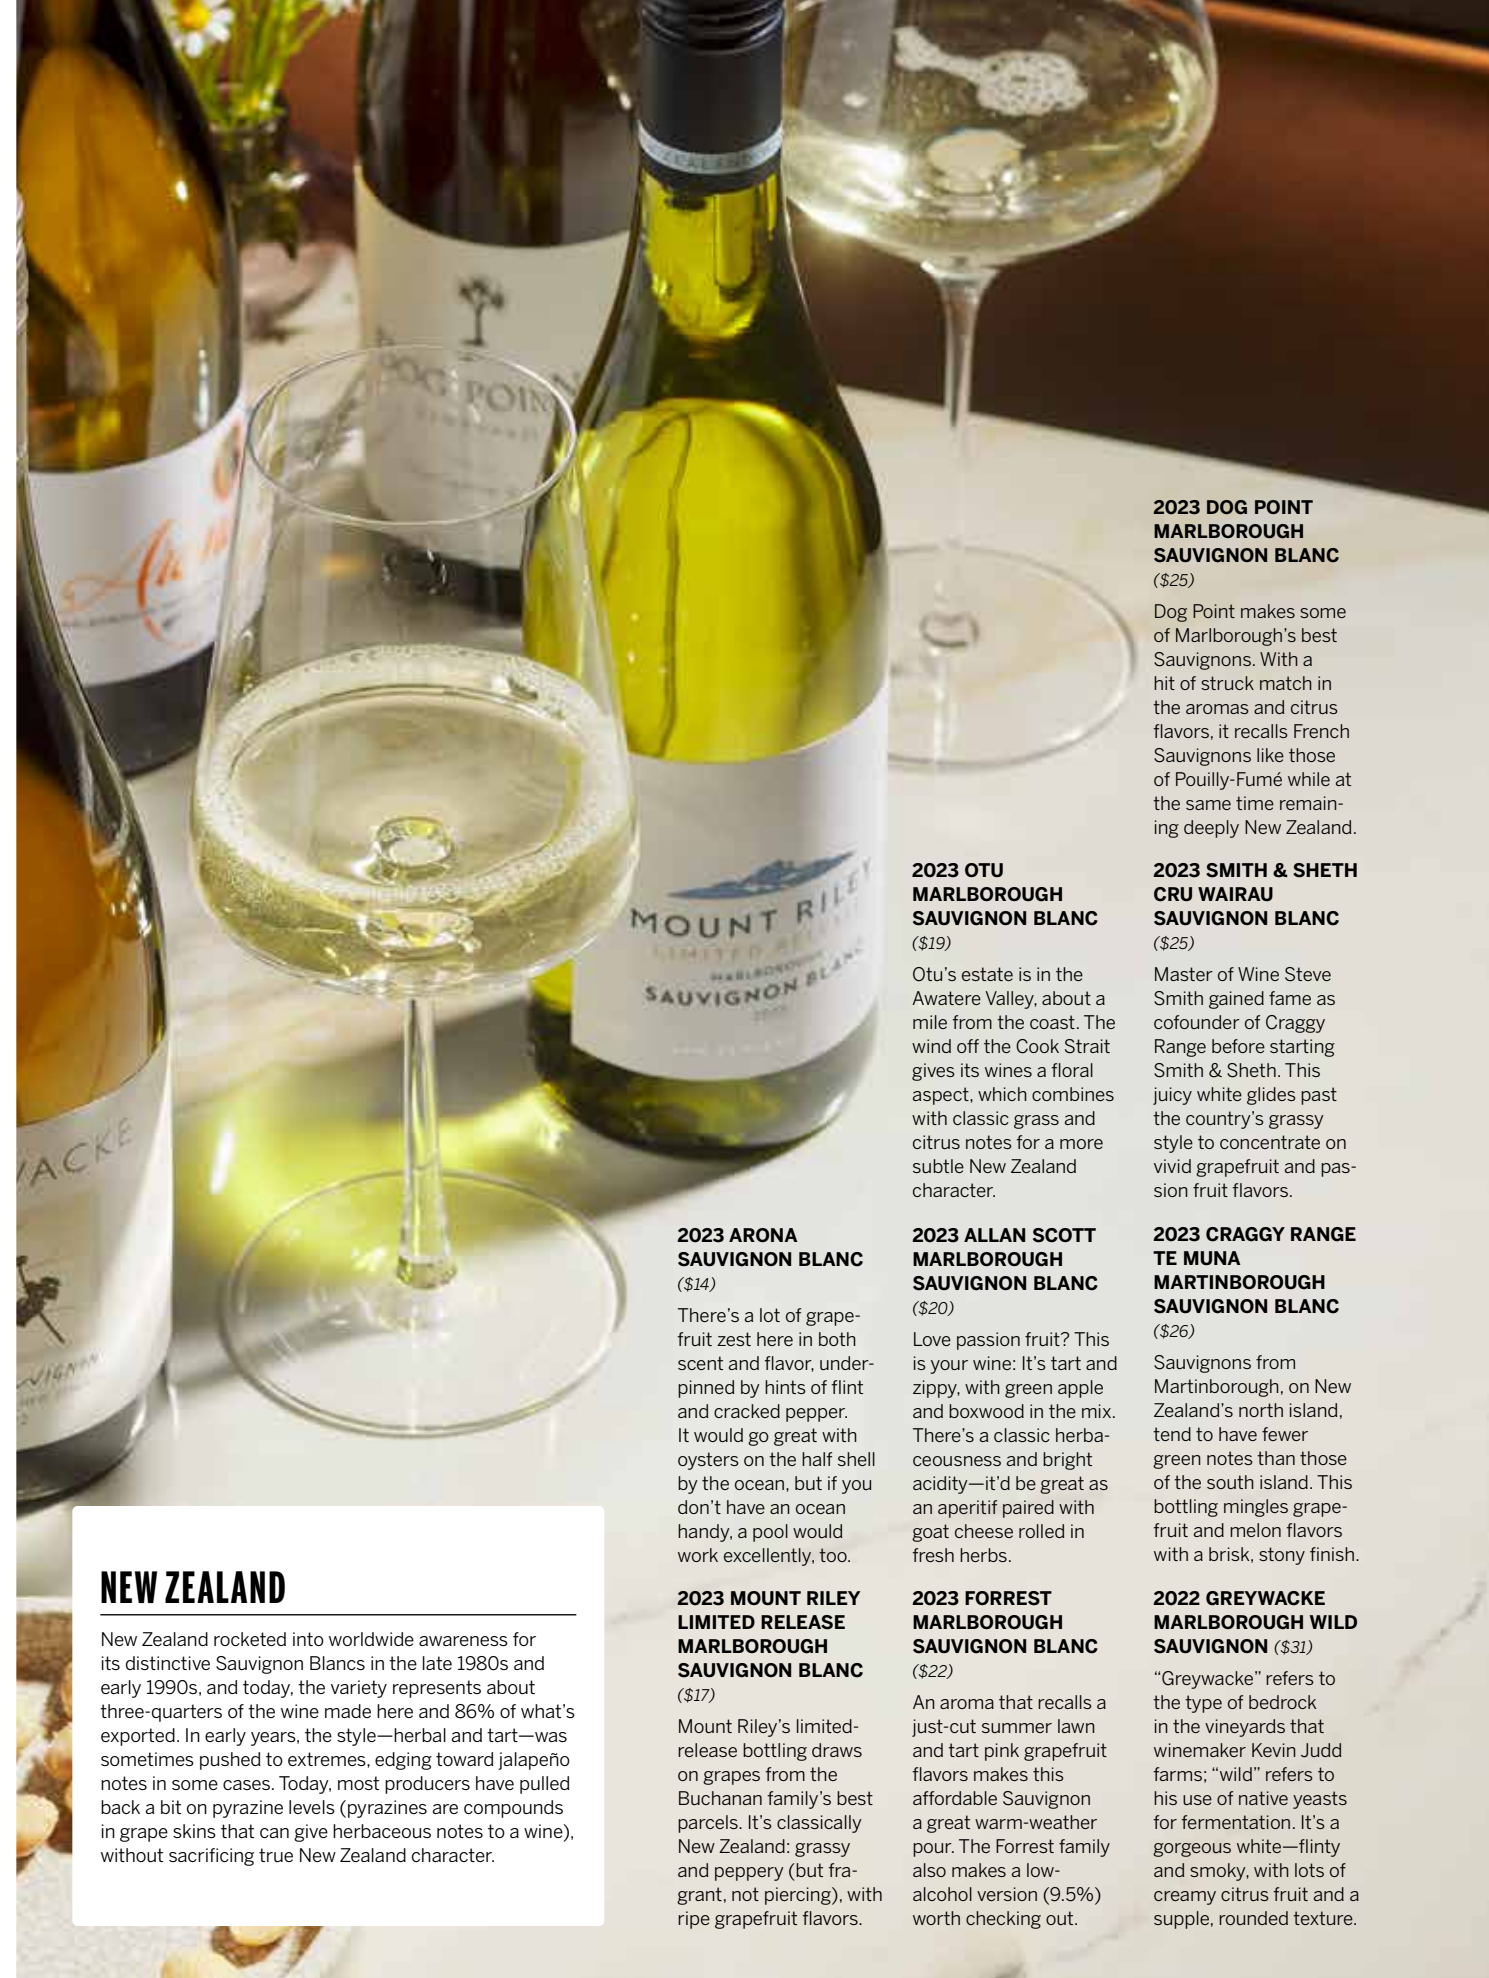 ZEALAND
DOG POIN
VINEYARD
MOUNT RILEY
LIMITED RELEASE
MARLBOROUGH
SAUVIGNON BLANC
WACKE
NEW ZEALAND
New Zealand rocketed into worldwide awareness for
its distinctive Sauvignon Blancs in the late 1980s and
early 1990s, and today, the variety represents about
three-quarters of the wine made here and 86% of what’s
exported. In early years, the style—herbal and tart—was
sometimes pushed to extremes, edging toward jalapeño
notes in some cases. Today, most producers have pulled
back a bit on pyrazine levels (pyrazines are compounds
in grape skins that can give herbaceous notes to a wine),
without sacrificing true New Zealand character.
2023 ARONA
SAUVIGNON BLANC
($14)
There’s a lot of grape-
fruit zest here in both
scent and flavor, under-
pinned by hints of flint
and cracked pepper.
It would go great with
oysters on the half shell
by the ocean, but if you
don’t have an ocean
handy, a pool would
work excellently, too.
2023 MOUNT RILEY
LIMITED RELEASE
MARLBOROUGH
SAUVIGNON BLANC
($17)
Mount Riley’s limited-
release bottling draws
on grapes from the
Buchanan family’s best
parcels. It’s classically
New Zealand: grassy
and peppery (but fra-
grant, not piercing), with
ripe grapefruit flavors.
2023 OTU
MARLBOROUGH
SAUVIGNON BLANC
($19)
Otu’s estate is in the
Awatere Valley, about a
mile from the coast. The
wind off the Cook Strait
gives its wines a floral
aspect, which combines
with classic grass and
citrus notes for a more
subtle New Zealand
character.
2023 ALLAN SCOTT
MARLBOROUGH
SAUVIGNON BLANC
($20)
Love passion fruit? This
is your wine: It’s tart and
zippy, with green apple
and boxwood in the mix.
There’s a classic herba-
ceousness and bright
acidity—it’d be great as
an aperitif paired with
goat cheese rolled in
fresh herbs.
2023 FORREST
MARLBOROUGH
SAUVIGNON BLANC
($22)
An aroma that recalls a
just-cut summer lawn
and tart pink grapefruit
flavors makes this
affordable Sauvignon
a great warm-weather
pour. The Forrest family
also makes a low-
alcohol version (9.5%)
worth checking out.
2023 DOG POINT
MARLBOROUGH
SAUVIGNON BLANC
($25)
Dog Point makes some
of Marlborough’s best
Sauvignons. With a
hit of struck match in
the aromas and citrus
flavors, it recalls French
Sauvignons like those
of Pouilly-Fumé while at
the same time remain-
ing deeply New Zealand.
2023 SMITH & SHETH
CRU WAIRAU
SAUVIGNON BLANC
($25)
Master of Wine Steve
Smith gained fame as
cofounder of Craggy
Range before starting
Smith & Sheth. This
juicy white glides past
the country’s grassy
style to concentrate on
vivid grapefruit and pas-
sion fruit flavors.
2023 CRAGGY RANGE
TE MUNA
MARTINBOROUGH
SAUVIGNON BLANC
($26)
Sauvignons from
Martinborough, on New
Zealand’s north island,
tend to have fewer
green notes than those
of the south island. This
bottling mingles grape-
fruit and melon flavors
with a brisk, stony finish.
2022 GREYWACKE
MARLBOROUGH WILD
SAUVIGNON ($31)
“Greywacke” refers to
the type of bedrock
in the vineyards that
winemaker Kevin Judd
farms; “wild” refers to
his use of native yeasts
for fermentation. It’s a
gorgeous white—flinty
and smoky, with lots of
creamy citrus fruit and a
supple, rounded texture.